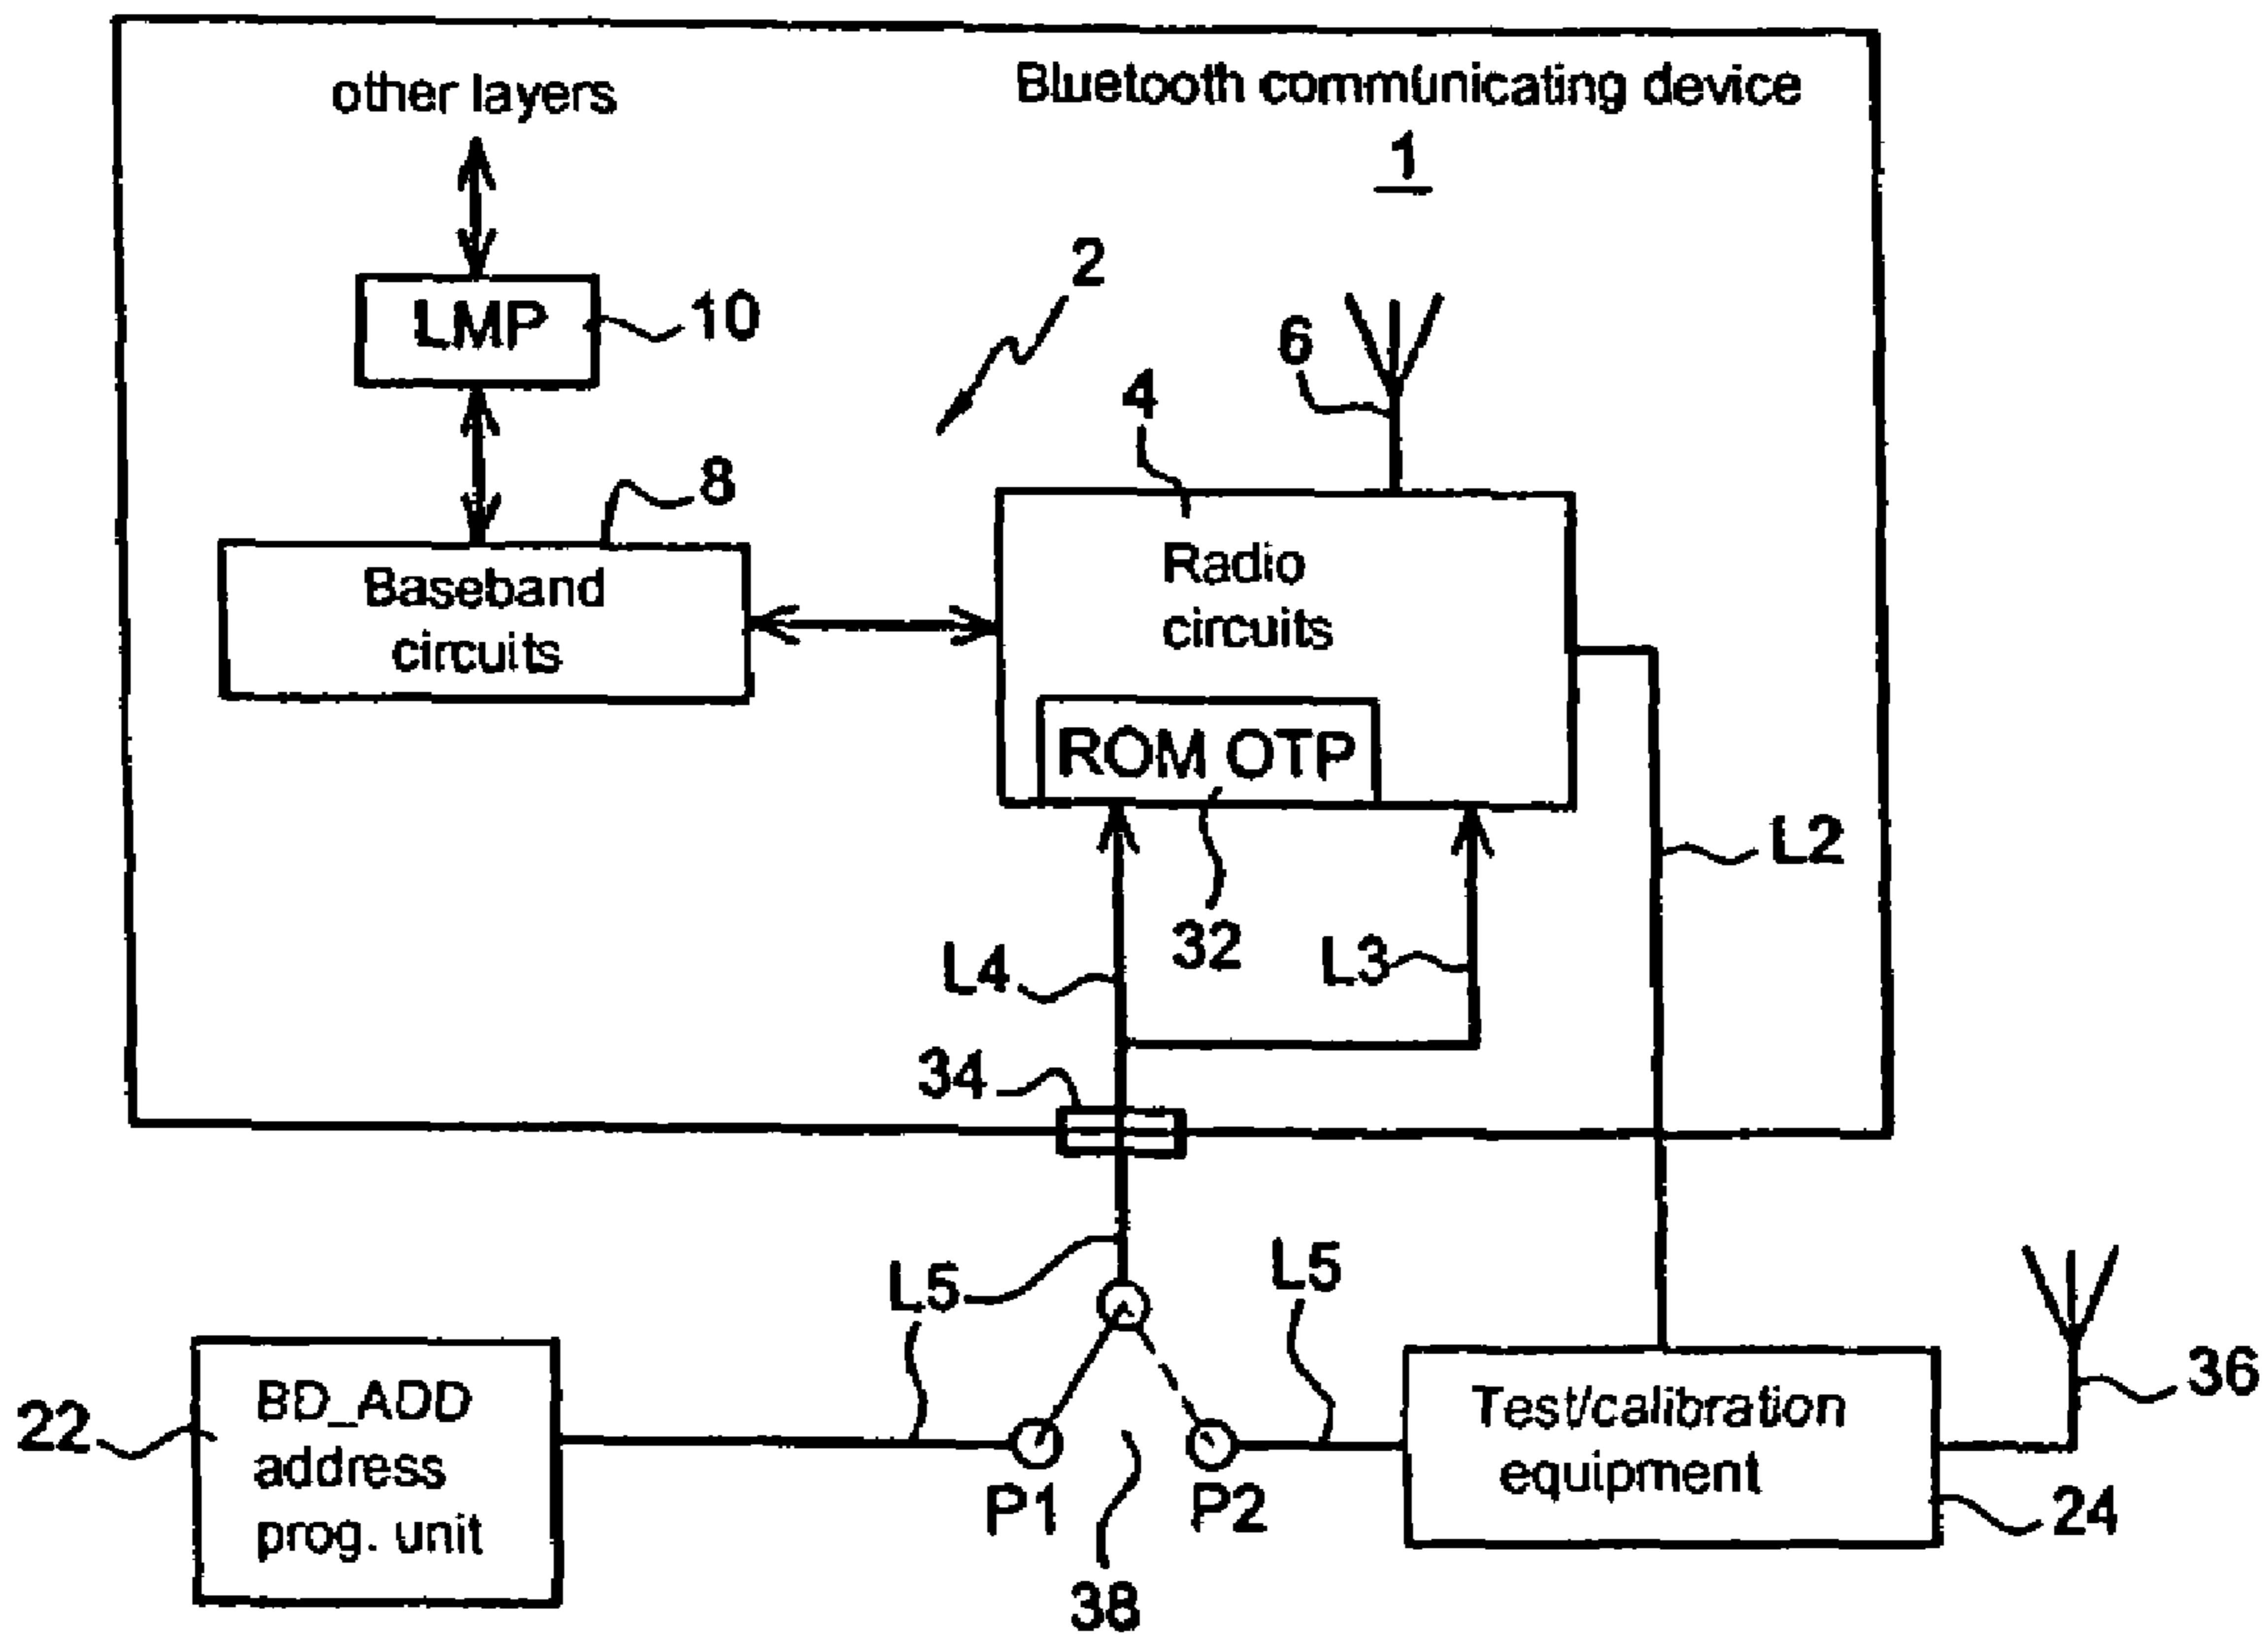 other layers
Bluetooth communicating device
1
2
LMP
10
6
4
8
Baseband
circuits
Radio
circuits
ROM OTP
L2
32
L4
L3
34
L5
L5
BD_ADD
address
prog. unit
22
P1
P2
38
Test/calibration
equipment
36
24